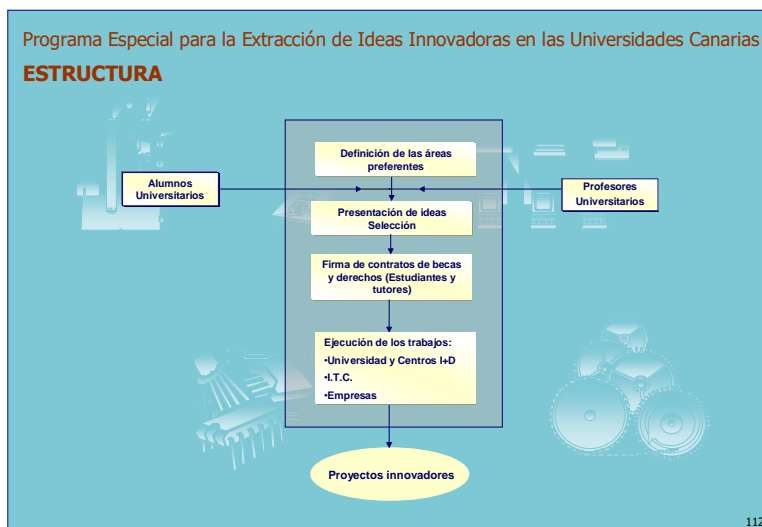 Programa Especial para la Extracción de Ideas Innovadoras en las Universidades Canarias
ESTRUCTURA
Definición de las áreas
preferentes
Alumnos
Universitarios
Profesores
Universitarios
Presentación de ideas
Selección
Firma de contratos de becas
y derechos (Estudiantes y
tutores)
Ejecución de los trabajos:
•Universidad y Centros I+D
•I.T.C.
•Empresas
Proyectos innovadores
112